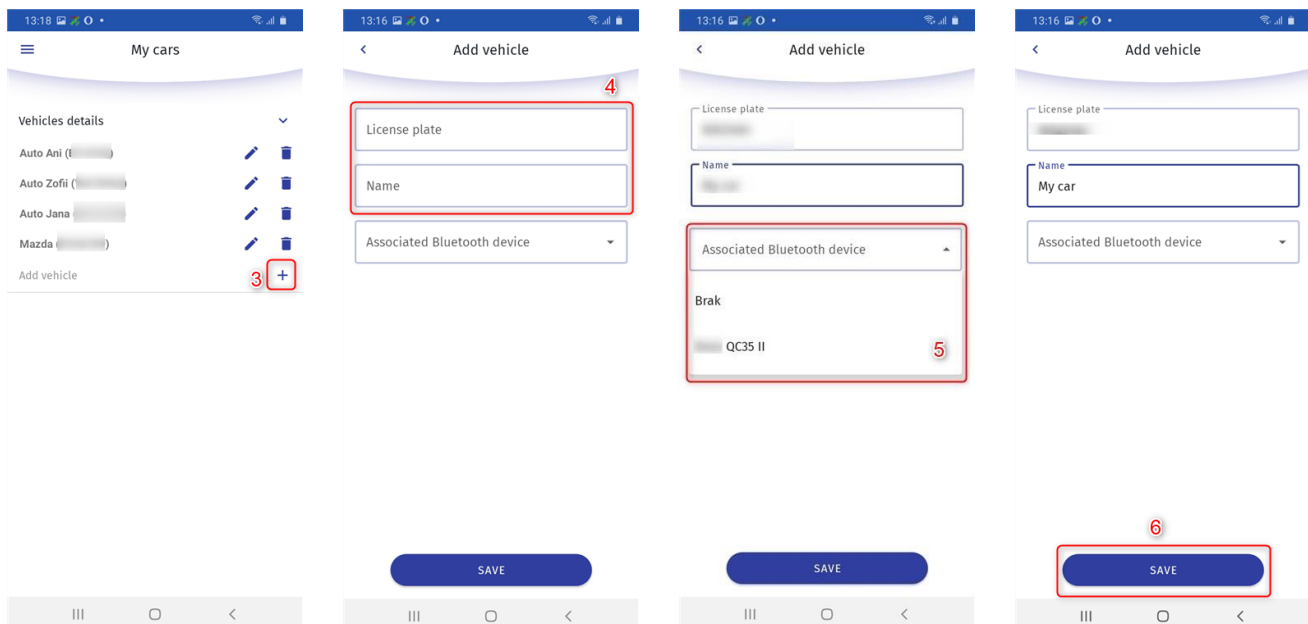 13:18
My cars
Vehicles details
Auto Ani (
Auto Zofii (
Auto Jana
Mazda ( )
Add vehicle
3
13:16
Add vehicle
4
License plate
Name
Associated Bluetooth device
SAVE
13:16
Add vehicle
License plate
Name
Associated Bluetooth device
Brak
QC35 II
5
SAVE
13:16
Add vehicle
License plate
Name
My car
Associated Bluetooth device
6
SAVE